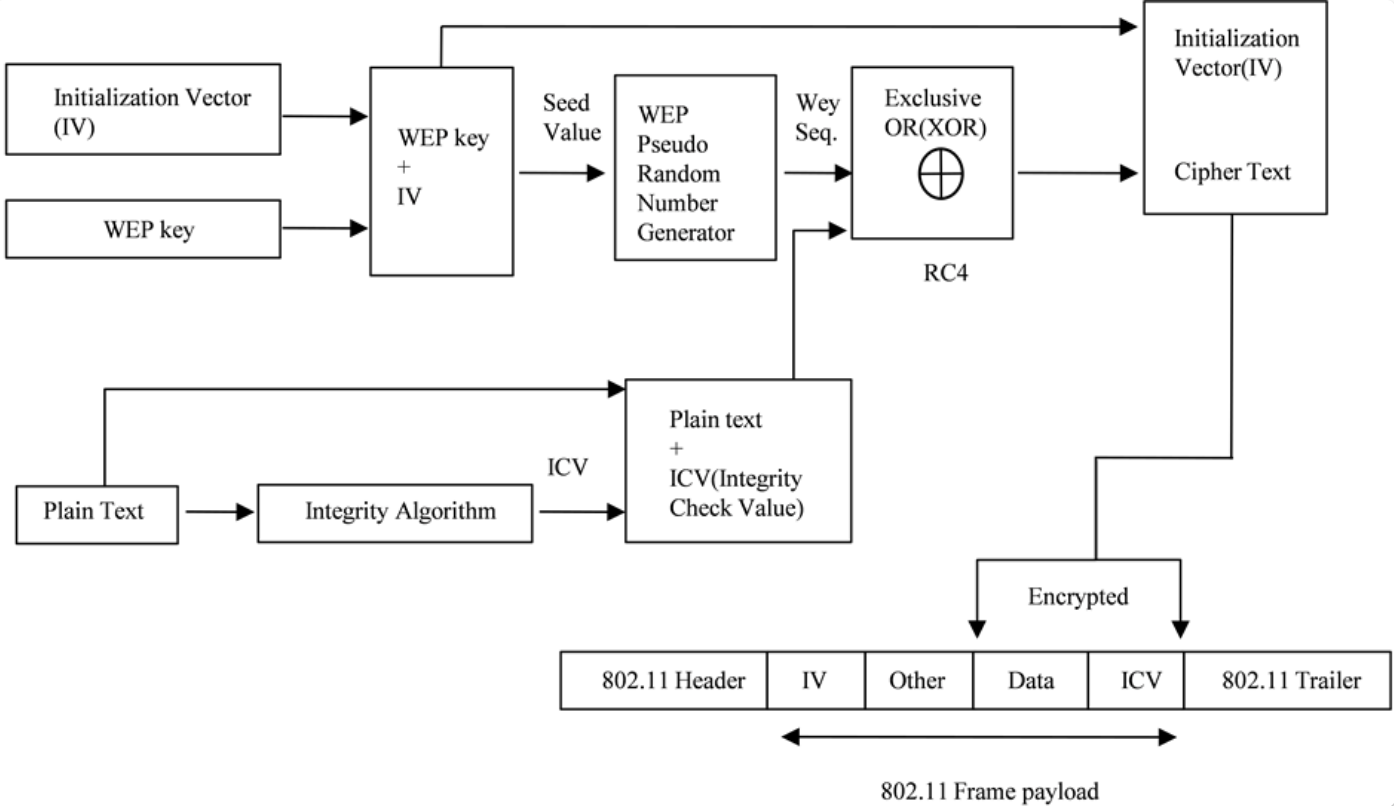 Initialization Vector
(IV)
WEP key
WEP key
+
IV
Seed
Value
WEP
Pseudo
Random
Number
Generator
Wey
Seq.
Exclusive
OR(XOR)
RC4
Initialization
Vector(IV)
Cipher Text
Plain Text
Integrity Algorithm
ICV
Plain text
+
ICV(Integrity
Check Value)
Encrypted
802.11 Header
IV
Other
Data
ICV
802.11 Trailer
802.11 Frame payload